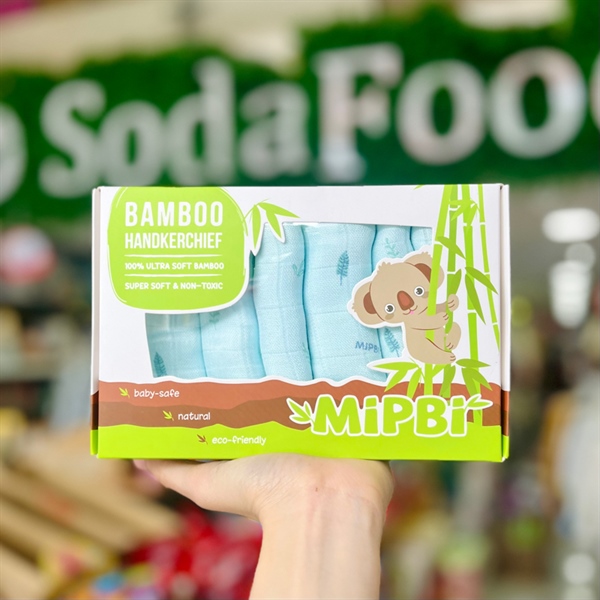 SodaFoo
BAMBOO
HANDKERCHIEF
100% ULTRA SOFT BAMBOO
SUPER SOFT & NON-TOXIC
MiPBi
baby-safe
natural
eco-friendly
MiPBi